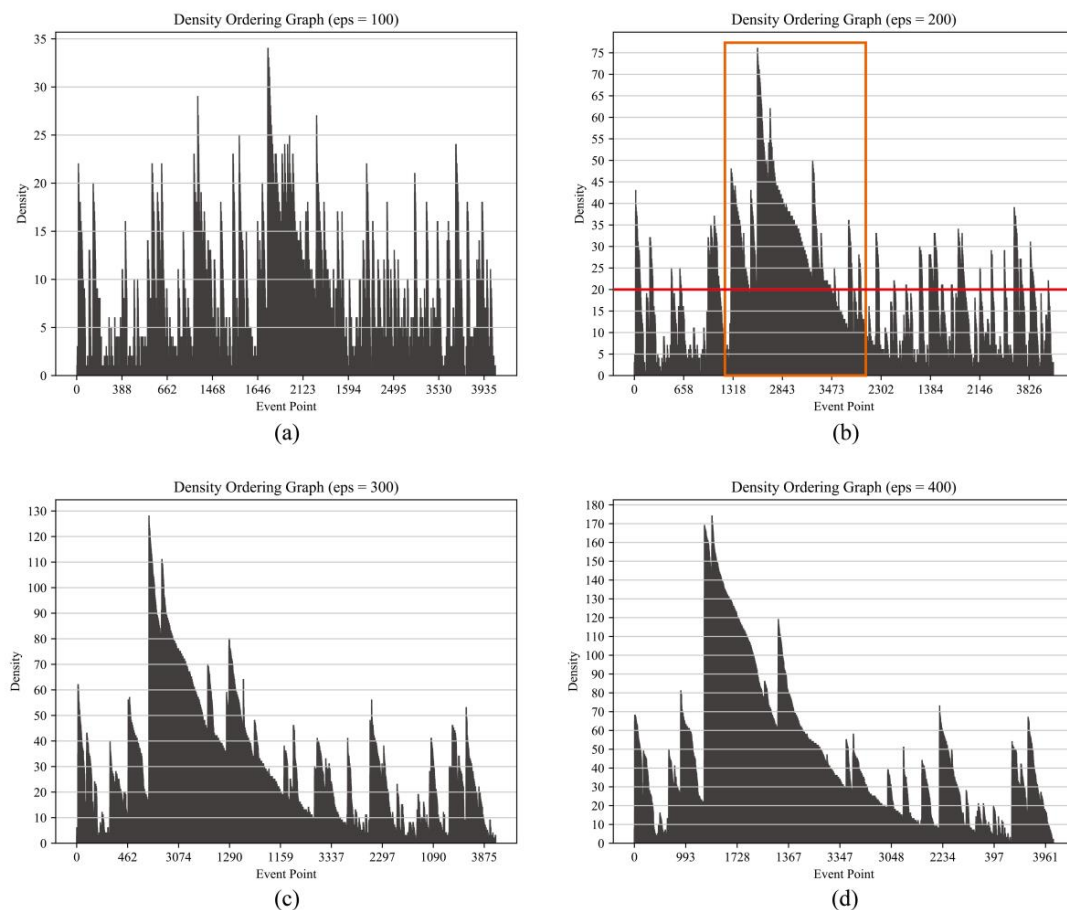 Density Ordering Graph (eps = 100)
35
30
25
20
15
10
5
0
Density
0 388 662 1468 1646 2123 1594 2495 3530 3935
Event Point
(a)
Density Ordering Graph (eps = 200)
75
70
65
60
55
50
45
40
35
30
25
20
15
10
5
0
Density
0 658 1318 2843 3473 2302 1384 2146 3826
Event Point
(b)
Density Ordering Graph (eps = 300)
130
120
110
100
90
80
70
60
50
40
30
20
10
0
Density
0 462 3074 1290 1159 3337 2297 1090 3875
Event Point
(c)
Density Ordering Graph (eps = 400)
180
170
160
150
140
130
120
110
100
90
80
70
60
50
40
30
20
10
0
Density
0 993 1728 1367 3347 3048 2234 397 3961
Event Point
(d)